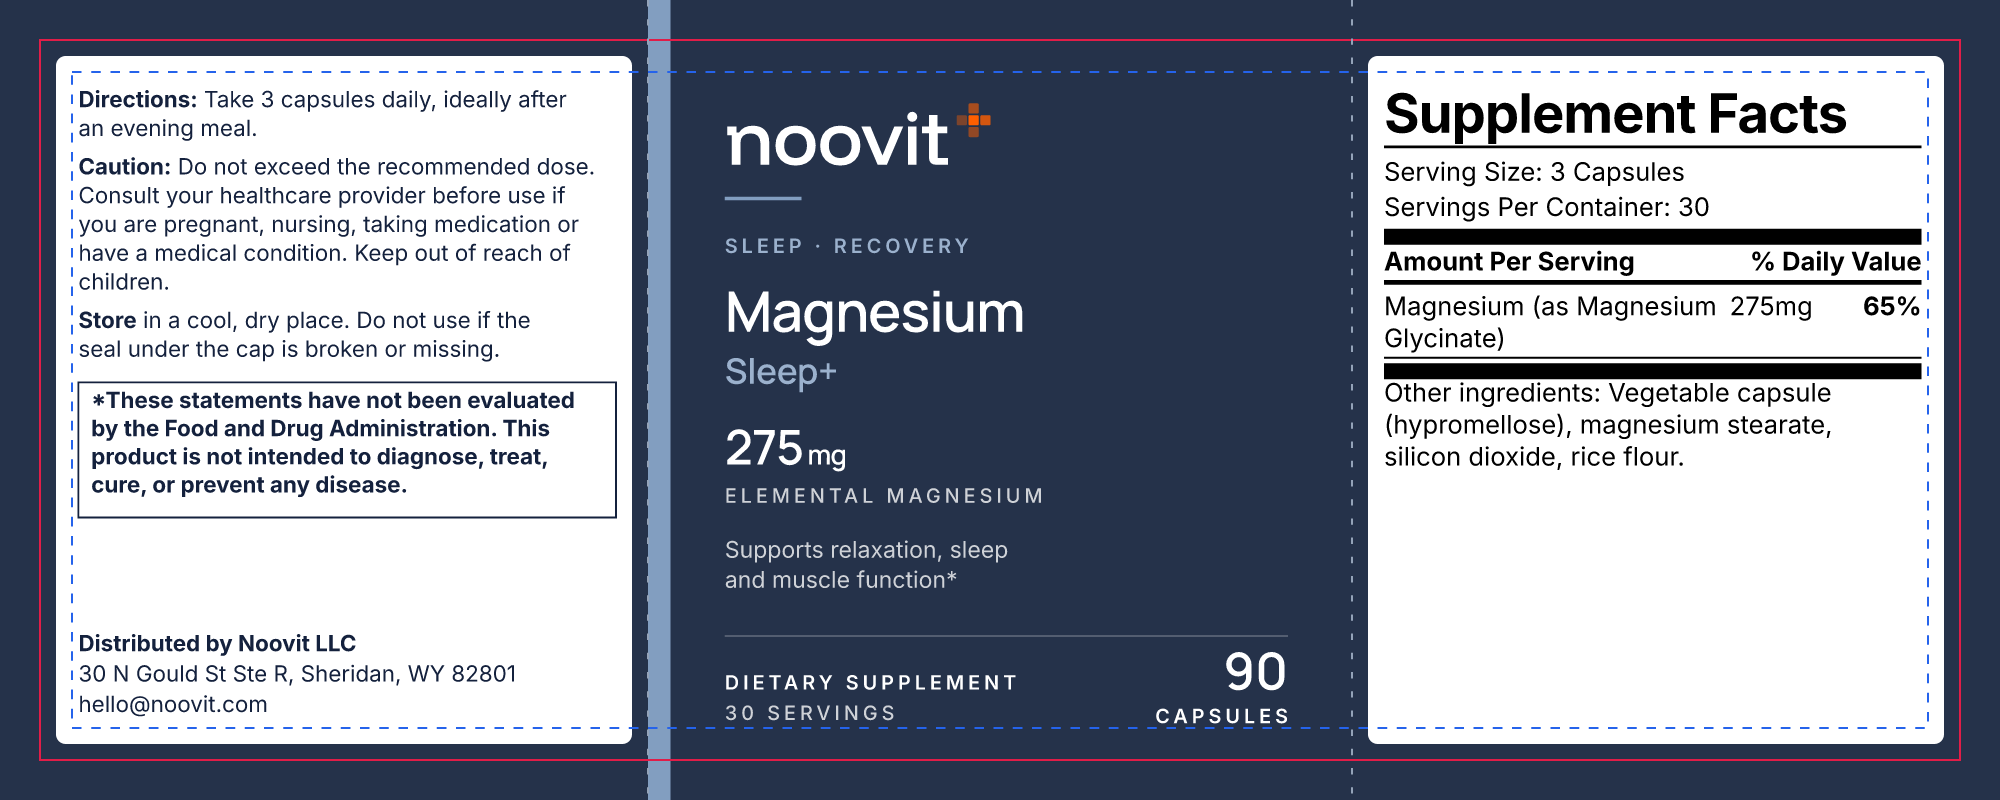 Directions: Take 3 capsules daily, ideally after
an evening meal.
Caution: Do not exceed the recommended dose.
Consult your healthcare provider before use if
you are pregnant, nursing, taking medication or
have a medical condition. Keep out of reach of
children.
Store in a cool, dry place. Do not use if the
seal under the cap is broken or missing.
*These statements have not been evaluated
by the Food and Drug Administration. This
product is not intended to diagnose, treat,
cure, or prevent any disease.
Distributed by Noovit LLC
30 N Gould St Ste R, Sheridan, WY 82801
hello@noovit.com
noovit
SLEEP · RECOVERY
Magnesium
Sleep+
275 mg
ELEMENTAL MAGNESIUM
Supports relaxation, sleep
and muscle function*
DIETARY SUPPLEMENT
30 SERVINGS
90
CAPSULES
Supplement Facts
Serving Size: 3 Capsules
Servings Per Container: 30
Amount Per Serving % Daily Value
Magnesium (as Magnesium 275mg 65%
Glycinate)
Other ingredients: Vegetable capsule
(hypromellose), magnesium stearate,
silicon dioxide, rice flour.